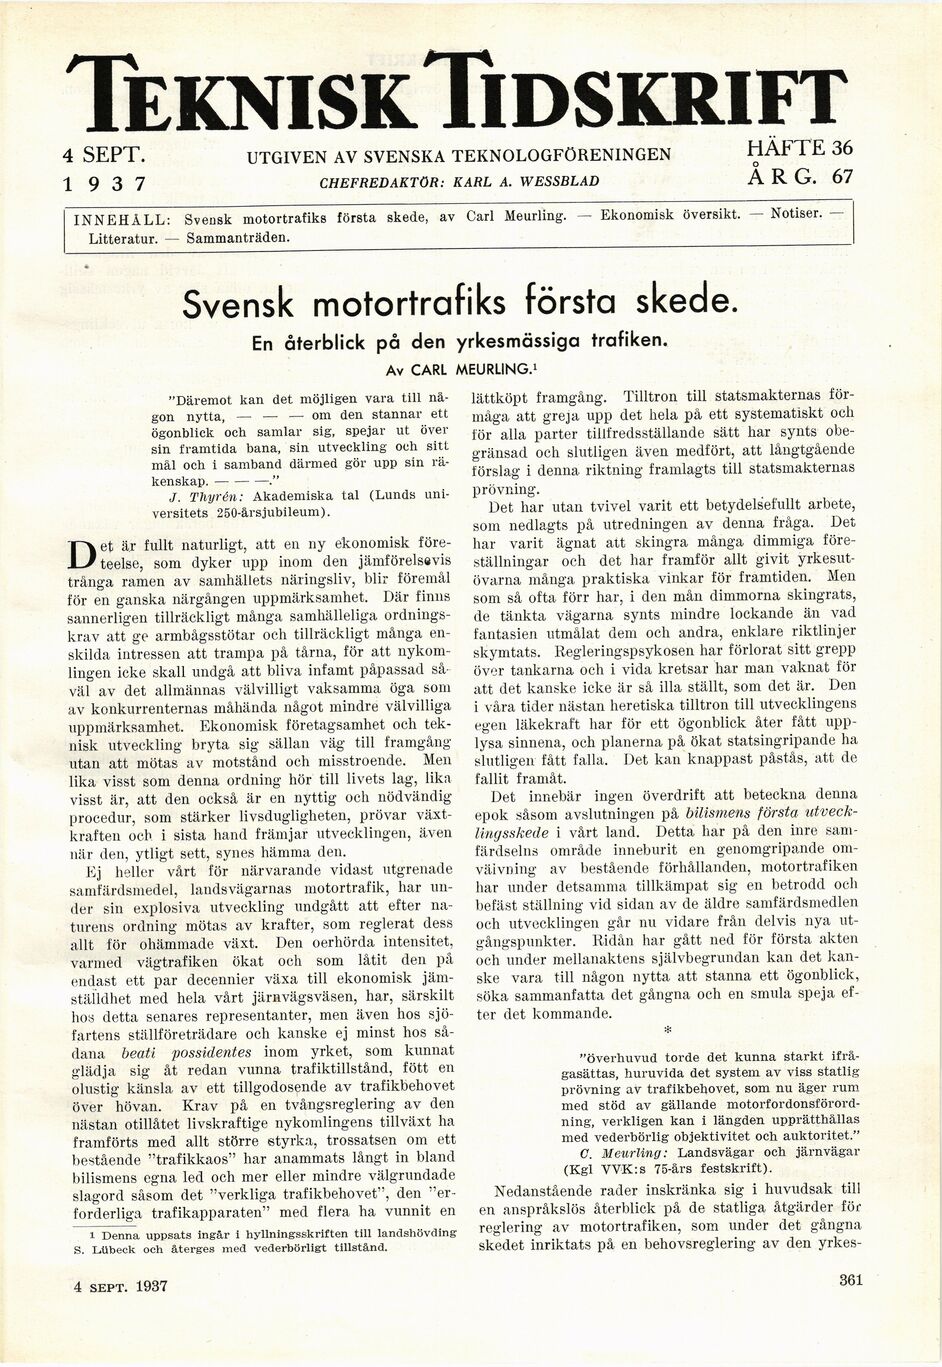 TEKNISK TIDSKRIFT
4 SEPT.
1 9 3 7
UTGIVEN AV SVENSKA TEKNOLOGFÖRENINGEN
CHEFREDAKTÖR: KARL A. WESSBLAD
HÄFTE 36
ÅRG. 67
INNEHÅLL: Svensk motortrafiks första skede, av Carl Meurling. — Ekonomisk översikt. — Notiser. —
Litteratur. — Sammanträden.
Svensk motortrafiks första skede.
En återblick på den yrkesmässiga trafiken.
Av CARL MEURLING.¹
"Däremot kan det möjligen vara till nå-
gon nytta, — — — om den stannar ett
ögonblick och samlar sig, spejar ut över
sin framtida bana, sin utveckling och sitt
mål och i samband därmed gör upp sin rä-
kenskap. — — —."
J. Thyrén: Akademiska tal (Lunds uni-
versitets 250-årsjubileum).
Det är fullt naturligt, att en ny ekonomisk före-
teelse, som dyker upp inom den jämförelsevis
trånga ramen av samhällets näringsliv, blir föremål
för en ganska närgången uppmärksamhet. Där finns
sannerligen tillräckligt många samhälleliga ordnings-
krav att ge armbågsstötar och tillräckligt många en-
skilda intressen att trampa på tårna, för att nykom-
lingen icke skall undgå att bliva infamt påpassad så-
väl av det allmännas välvilligt vaksamma öga som
av konkurrenternas måhända något mindre välvilliga
uppmärksamhet. Ekonomisk företagsamhet och tek-
nisk utveckling bryta sig sällan väg till framgång
utan att mötas av motstånd och misstroende. Men
lika visst som denna ordning hör till livets lag, lika
visst är, att den också är en nyttig och nödvändig
procedur, som stärker livsdugligheten, prövar växt-
kraften och i sista hand främjar utvecklingen, även
när den, ytligt sett, synes hämma den.
Ej heller vårt för närvarande vidast utgrenade
samfärdsmedel, landsvägarnas motortrafik, har un-
der sin explosiva utveckling undgått att efter na-
turens ordning mötas av krafter, som reglerat dess
allt för ohämmade växt. Den oerhörda intensitet,
varmed vägtrafiken ökat och som låtit den på
endast ett par decennier växa till ekonomisk jäm-
ställdhet med hela vårt järnvägsväsen, har, särskilt
hos detta senares representanter, men även hos sjö-
fartens ställföreträdare och kanske ej minst hos så-
dana beati possidentes inom yrket, som kunnat
glädja sig åt redan vunna trafiktillstånd, fött en
olustig känsla av ett tillgodosende av trafikbehovet
över hövan. Krav på en tvångsreglering av den
nästan otillåtet livskraftige nykomlingens tillväxt ha
framförts med allt större styrka, trossatsen om ett
bestående "trafikkaos" har anammats långt in bland
bilismens egna led och mer eller mindre välgrundade
slagord såsom det "verkliga trafikbehovet", den "er-
forderliga trafikapparaten" med flera ha vunnit en
¹ Denna uppsats ingår i hyllningsskriften till landshövding
S. Lübeck och återges med vederbörligt tillstånd.
lättköpt framgång. Tilltron till statsmakternas för-
måga att greja upp det hela på ett systematiskt och
för alla parter tillfredsställande sätt har synts obe-
gränsad och slutligen även medfört, att långtgående
förslag i denna riktning framlagts till statsmakternas
prövning.
Det har utan tvivel varit ett betydelsefullt arbete,
som nedlagts på utredningen av denna fråga. Det
har varit ägnat att skingra många dimmiga före-
ställningar och det har framför allt givit yrkesut-
övarna många praktiska vinkar för framtiden. Men
som så ofta förr har, i den mån dimmorna skingrats,
de tänkta vägarna synts mindre lockande än vad
fantasien utmålat dem och andra, enklare riktlinjer
skymtats. Regleringspsykosen har förlorat sitt grepp
över tankarna och i vida kretsar har man vaknat för
att det kanske icke är så illa ställt, som det är. Den
i våra tider nästan heretiska tilltron till utvecklingens
egen läkekraft har för ett ögonblick åter fått upp-
lysa sinnena, och planerna på ökat statsingripande ha
slutligen fått falla. Det kan knappast påstås, att de
fallit framåt.
Det innebär ingen överdrift att beteckna denna
epok såsom avslutningen på bilismens första utveck-
lingsskede i vårt land. Detta har på den inre sam-
färdselns område inneburit en genomgripande om-
välvning av bestående förhållanden, motortrafiken
har under detsamma tillkämpat sig en betrodd och
befäst ställning vid sidan av de äldre samfärdsmedlen
och utvecklingen går nu vidare från delvis nya ut-
gångspunkter. Ridån har gått ned för första akten
och under mellanaktens självbegrundan kan det kan-
ske vara till någon nytta att stanna ett ögonblick,
söka sammanfatta det gångna och en smula speja ef-
ter det kommande.
*
"överhuvud torde det kunna starkt ifrå-
gasättas, huruvida det system av viss statlig
prövning av trafikbehovet, som nu äger rum
med stöd av gällande motorfordonsförord-
ning, verkligen kan i längden upprätthållas
med vederbörlig objektivitet och auktoritet."
C. Meurling: Landsvägar och järnvägar
(Kgl VVK:s 75-års festskrift).
Nedanstående rader inskränka sig i huvudsak till
en anspråkslös återblick på de statliga åtgärder för
reglering av motortrafiken, som under det gångna
skedet inriktats på en behovsreglering av den yrkes-
4 SEPT. 1937
361